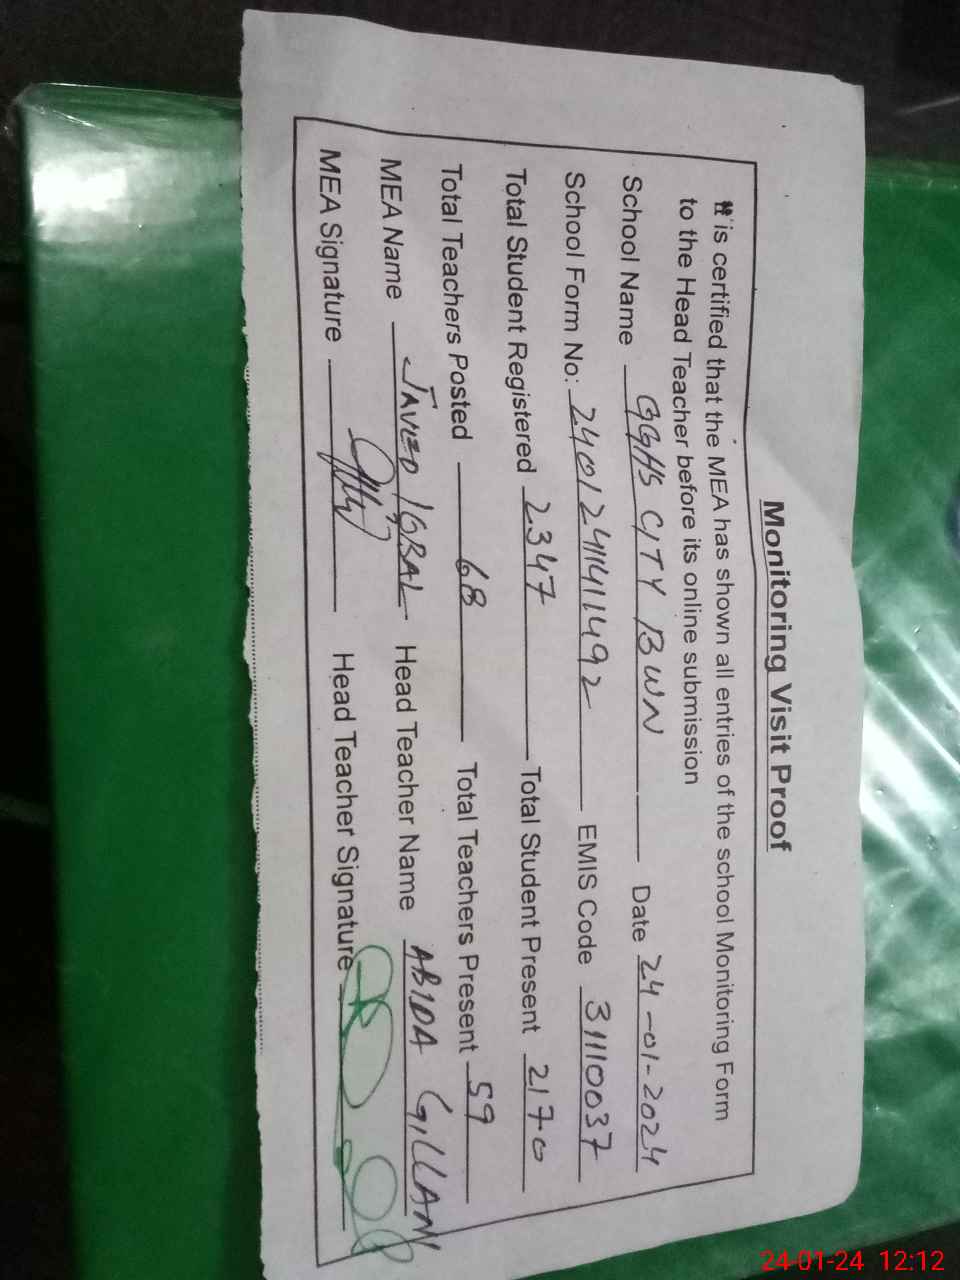 Monitoring Visit Proof
It is certified that the MEA has shown all entries of the school Monitoring Form
to the Head Teacher before its online submission
School Name GGHS CITY BWN Date 24-01-2024
School Form No: 240124114111492 EMIS Code 31110037
Total Student Registered 2347 Total Student Present 2170
Total Teachers Posted 68 Total Teachers Present 59
MEA Name JAVED IQBAL Head Teacher Name ABIDA GILLANI
MEA Signature Head Teacher Signature
24-01-24 12:12